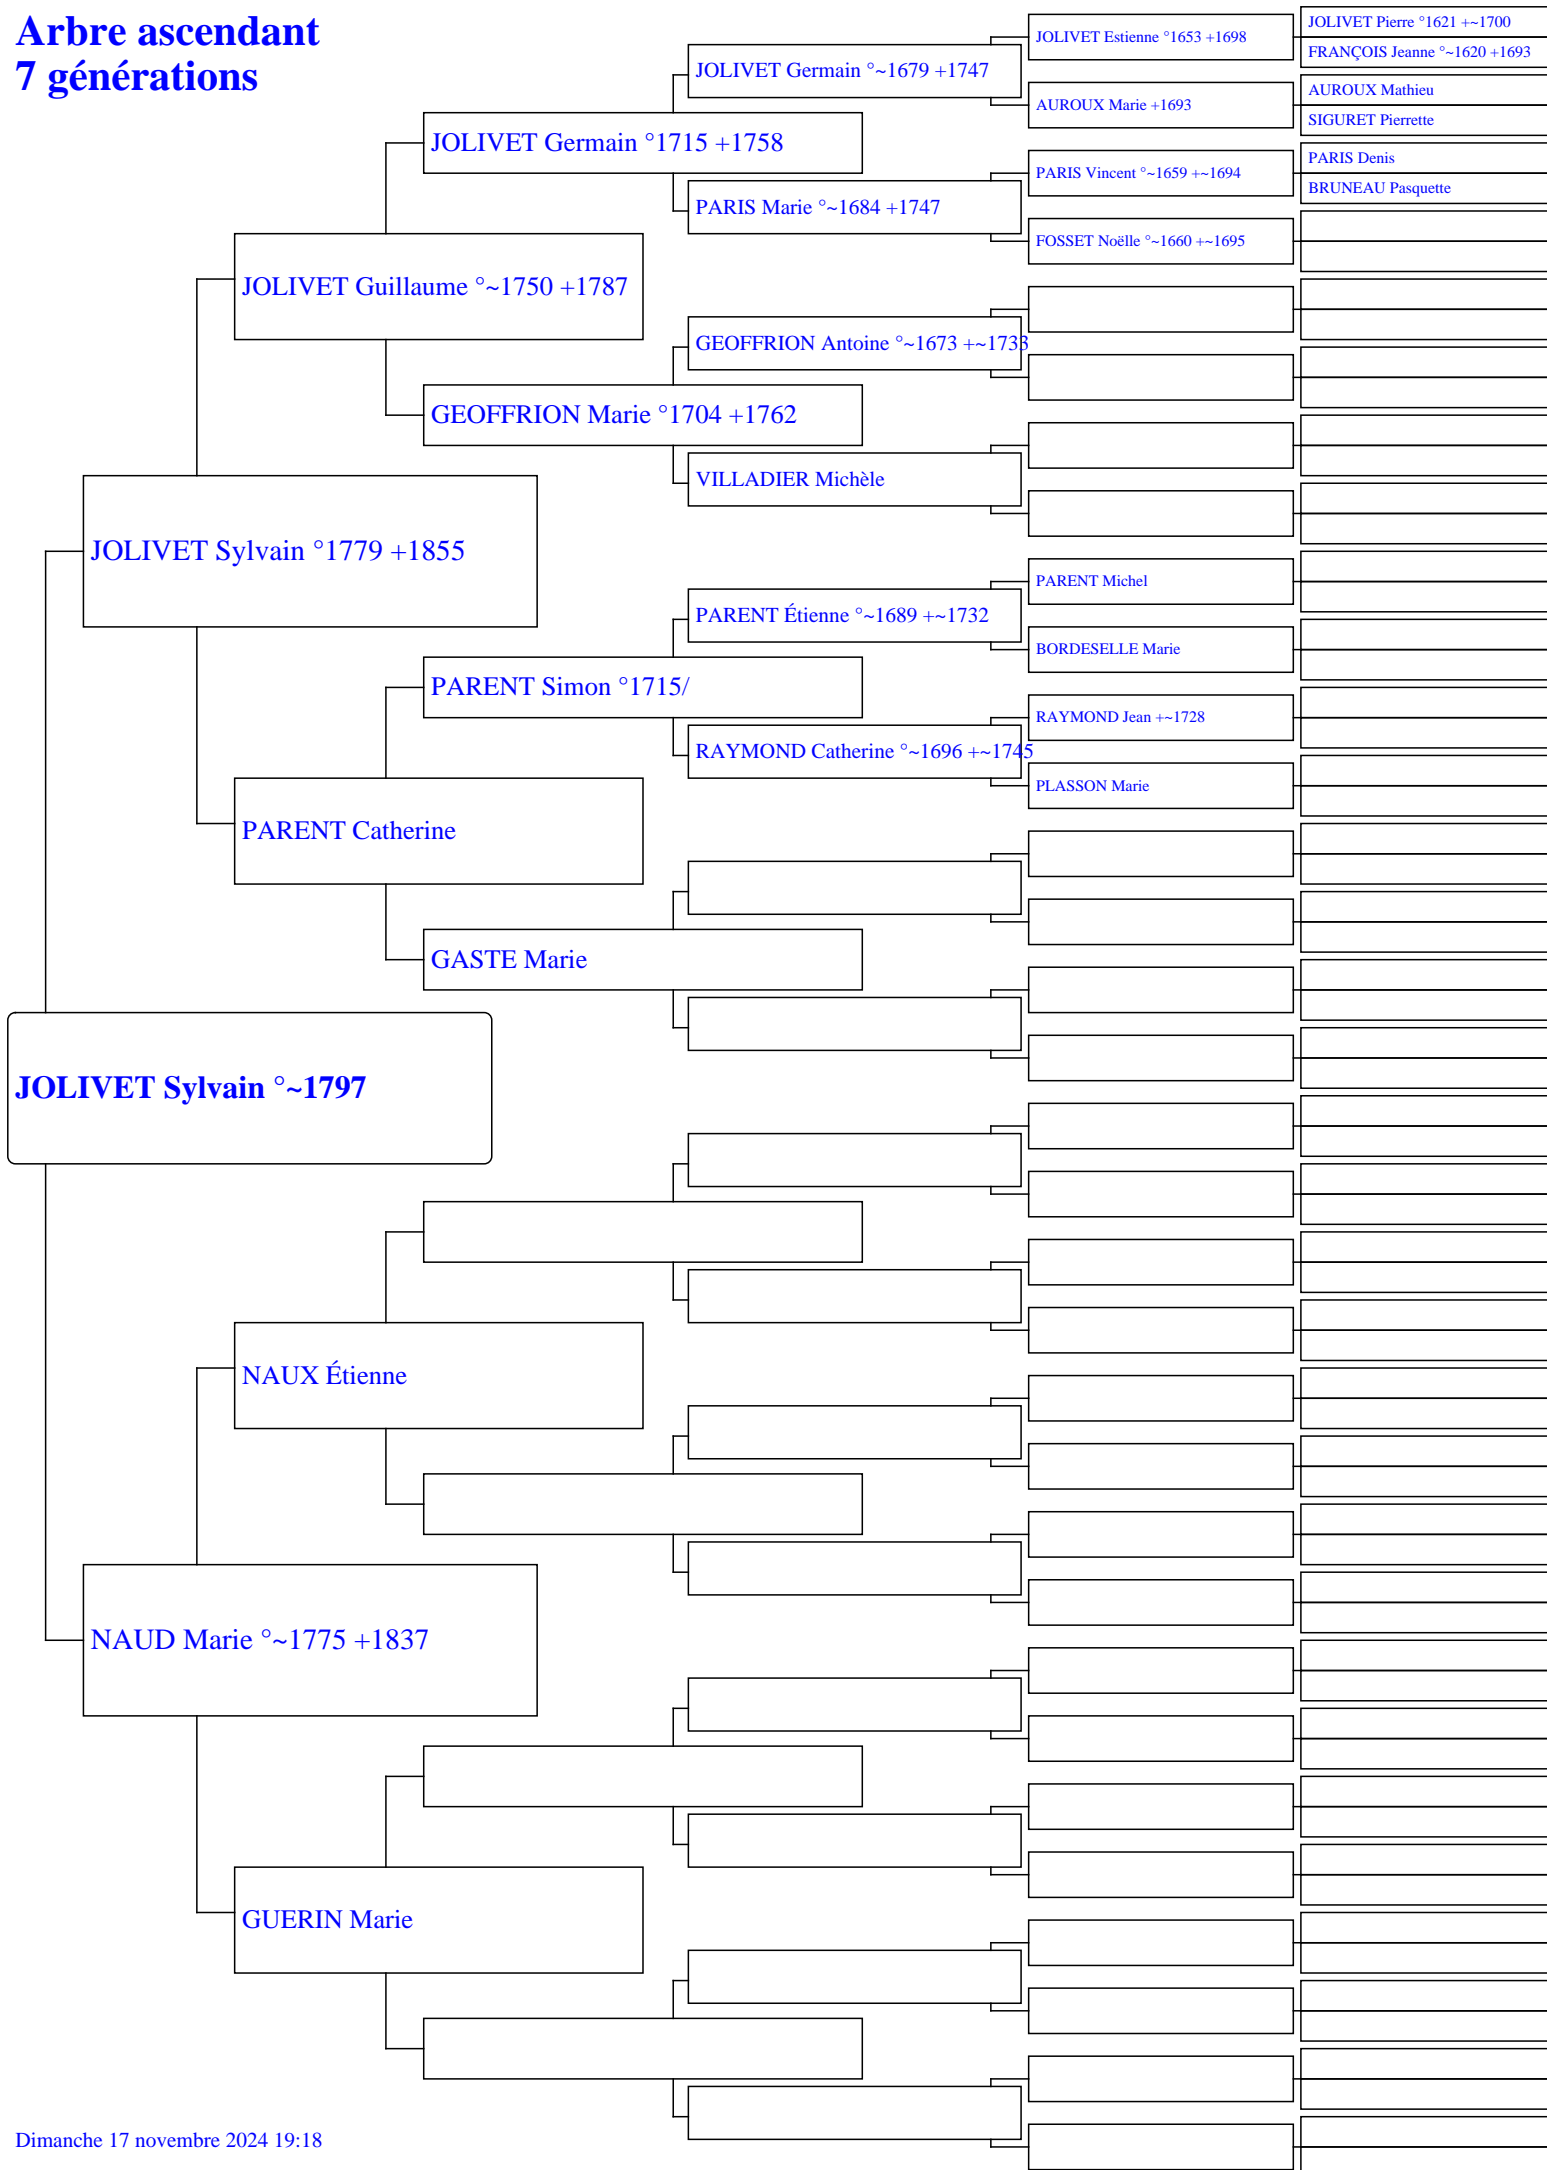 Arbre ascendant
7 générations
JOLIVET Pierre °1621 +~1700
JOLIVET Estienne °1653 +1698
FRANÇOIS Jeanne °~1620 +1693
JOLIVET Germain °~1679 +1747
AUROUX Mathieu
AUROUX Marie +1693
SIGURET Pierrette
JOLIVET Germain °1715 +1758
PARIS Denis
PARIS Vincent °~1659 +~1694
BRUNEAU Pasquette
PARIS Marie °~1684 +1747
FOSSET Noëlle °~1660 +~1695
JOLIVET Guillaume °~1750 +1787
GEOFFRION Antoine °~1673 +~1733
GEOFFRION Marie °1704 +1762
VILLADIER Michèle
JOLIVET Sylvain °1779 +1855
PARENT Michel
PARENT Étienne °~1689 +~1732
BORDESELLE Marie
PARENT Simon °1715/
RAYMOND Jean +~1728
RAYMOND Catherine °~1696 +~1745
PLASSON Marie
PARENT Catherine
GASTE Marie
JOLIVET Sylvain °~1797
NAUX Étienne
NAUD Marie °~1775 +1837
GUERIN Marie
Dimanche 17 novembre 2024 19:18